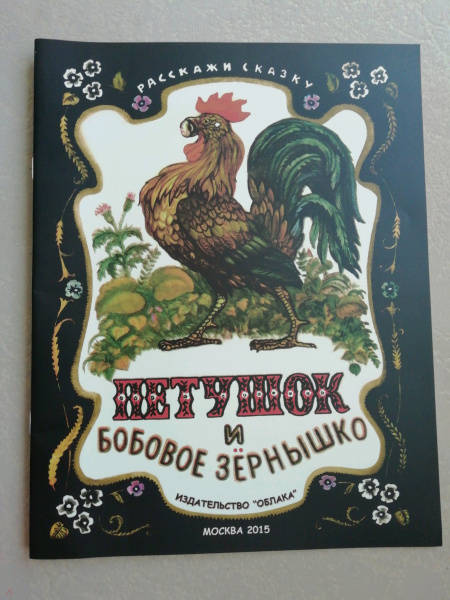 РАССКАЖИ СКАЗКУ
ПЕТУШОК
И
БОБОВОЕ ЗЁРНЫШКО
ИЗДАТЕЛЬСТВО "ОБЛАКА"
МОСКВА 2015